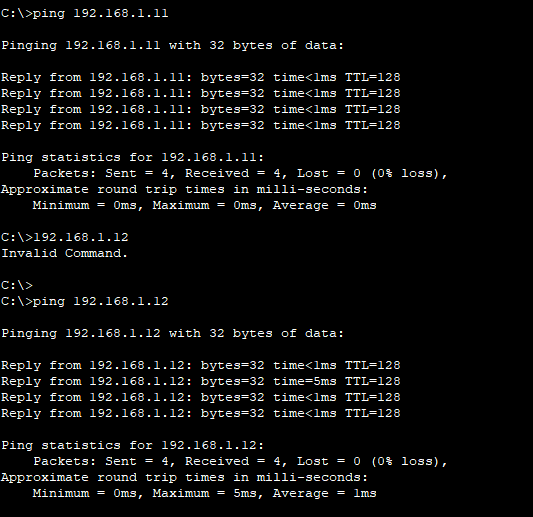 C:\>ping 192.168.1.11
Pinging 192.168.1.11 with 32 bytes of data:
Reply from 192.168.1.11: bytes=32 time<1ms TTL=128
Reply from 192.168.1.11: bytes=32 time<1ms TTL=128
Reply from 192.168.1.11: bytes=32 time<1ms TTL=128
Reply from 192.168.1.11: bytes=32 time<1ms TTL=128
Ping statistics for 192.168.1.11:
    Packets: Sent = 4, Received = 4, Lost = 0 (0% loss),
Approximate round trip times in milli-seconds:
    Minimum = 0ms, Maximum = 0ms, Average = 0ms
C:\>192.168.1.12
Invalid Command.
C:\>
C:\>ping 192.168.1.12
Pinging 192.168.1.12 with 32 bytes of data:
Reply from 192.168.1.12: bytes=32 time<1ms TTL=128
Reply from 192.168.1.12: bytes=32 time=5ms TTL=128
Reply from 192.168.1.12: bytes=32 time<1ms TTL=128
Reply from 192.168.1.12: bytes=32 time<1ms TTL=128
Ping statistics for 192.168.1.12:
    Packets: Sent = 4, Received = 4, Lost = 0 (0% loss),
Approximate round trip times in milli-seconds:
    Minimum = 0ms, Maximum = 5ms, Average = 1ms